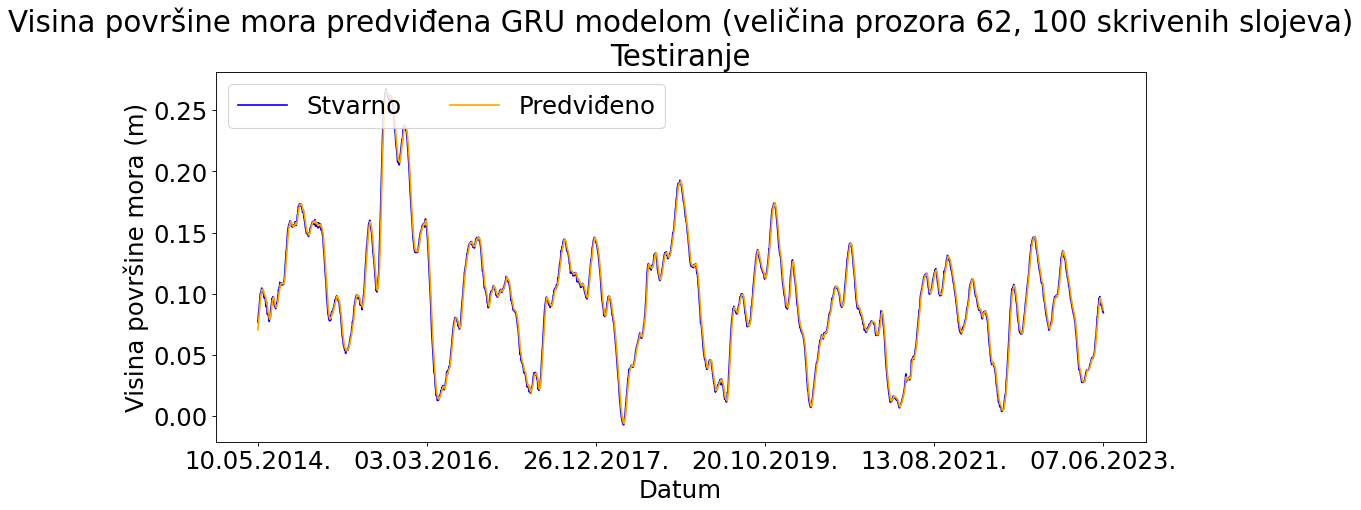 Visina površine mora predviđena GRU modelom (veličina prozora 62, 100 skrivenih slojeva)
Testiranje
Stvarno Predviđeno
Visina površine mora (m)
0.25
0.20
0.15
0.10
0.05
0.00
10.05.2014. 03.03.2016. 26.12.2017. 20.10.2019. 13.08.2021. 07.06.2023.
Datum